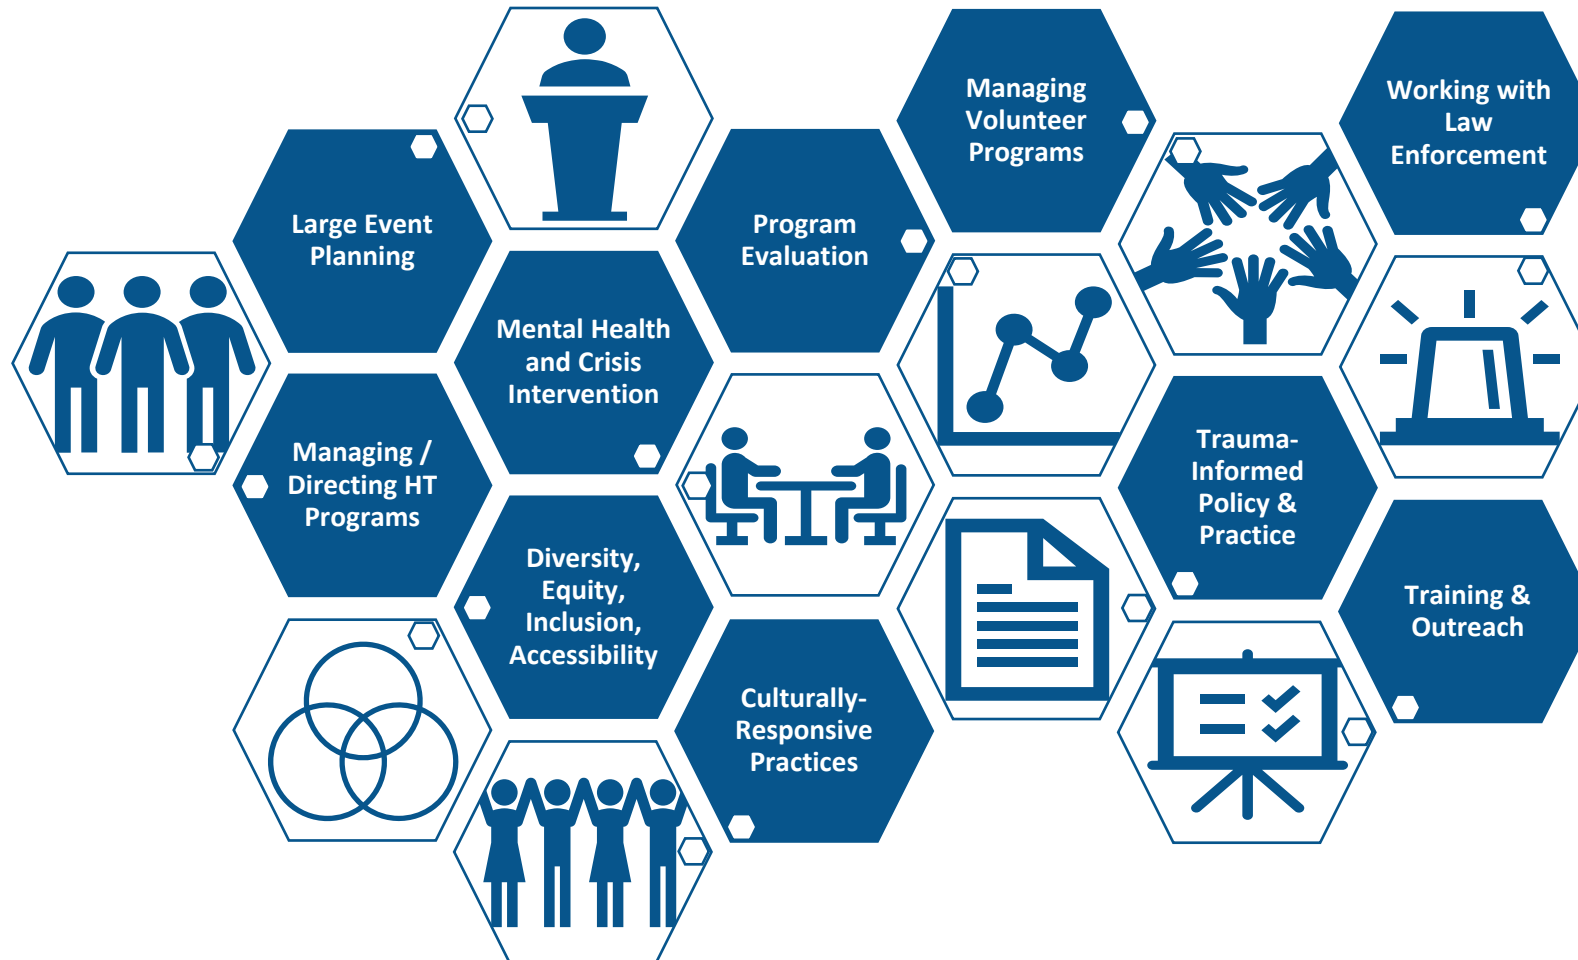 Large Event
Planning
Managing /
Directing HT
Programs
Mental Health
and Crisis
Intervention
Diversity,
Equity,
Inclusion,
Accessibility
Program
Evaluation
Culturally-
Responsive
Practices
Managing
Volunteer
Programs
Trauma-
Informed
Policy &
Practice
Working with
Law
Enforcement
Training &
Outreach